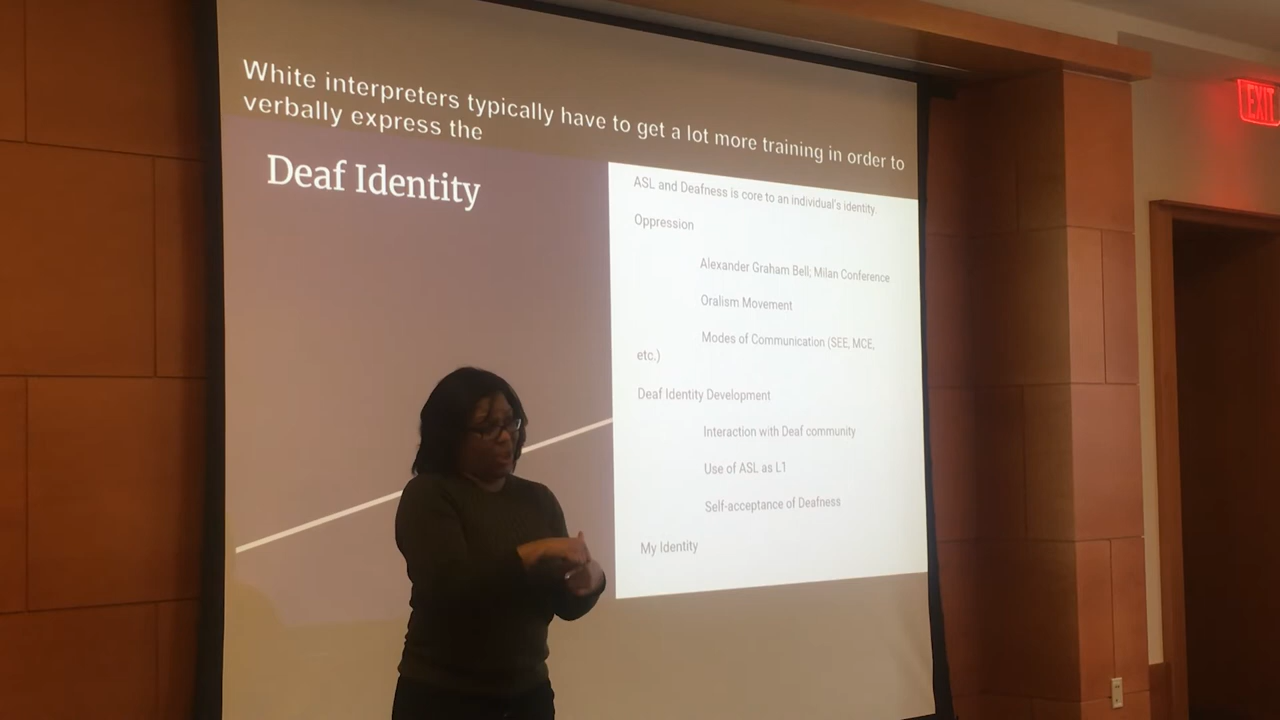 White interpreters typically have to get a lot more training in order to
verbally express the
Deaf Identity
ASL and Deafness is core to an individual's identity.
Oppression
Alexander Graham Bell; Milan Conference
Oralism Movement
Modes of Communication (SEE, MCE,
etc.)
Deaf Identity Development
Interaction with Deaf community
Use of ASL as L1
Self-acceptance of Deafness
My Identity
EXIT